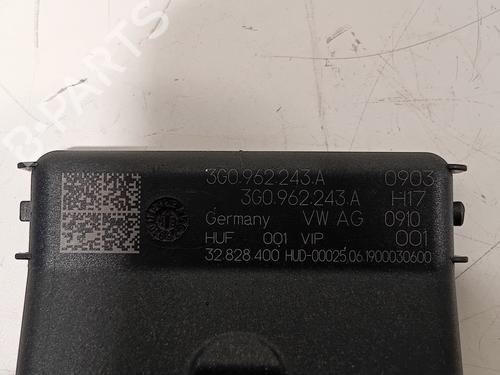 B-PARTS
3G0.962.243.A 0903
3G0.962.243.A H17
Germany VW AG 0910
HUF 001 VIP 001
32.828.400 HUD-00025.06.1900030600